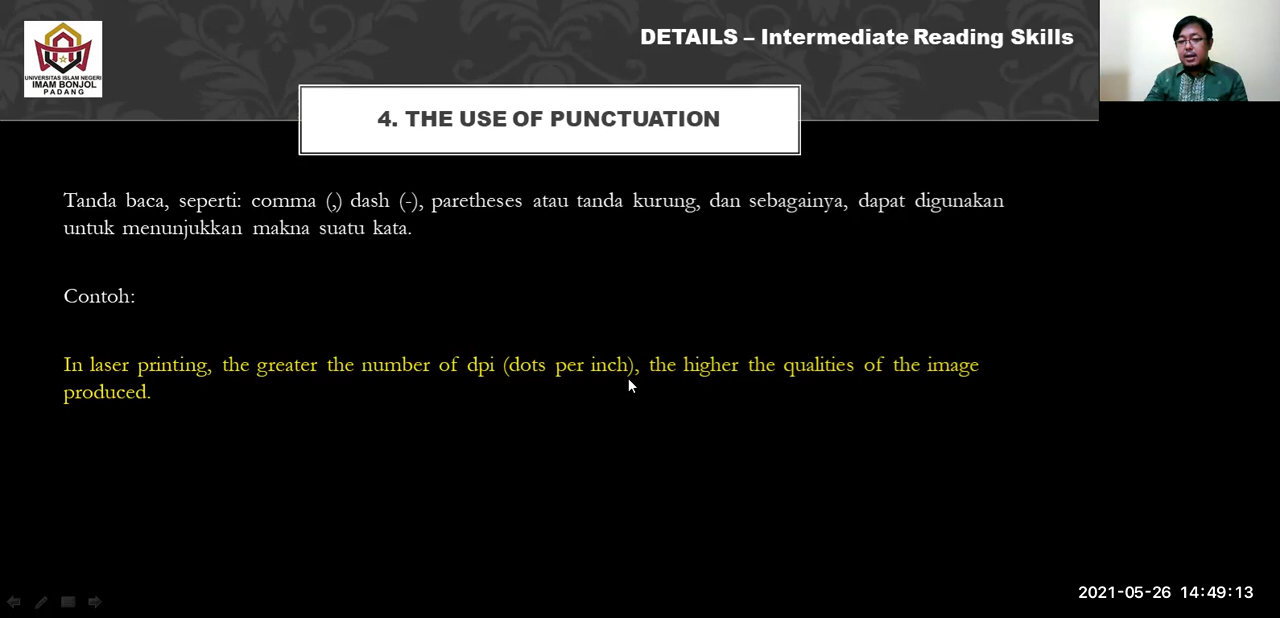 UNIVERSITAS ISLAM NEGERI
IMAM BONJOL
PADANG
DETAILS – Intermediate Reading Skills
4. THE USE OF PUNCTUATION
Tanda baca, seperti: comma (,) dash (-), paretheses atau tanda kurung, dan sebagainya, dapat digunakan
untuk menunjukkan makna suatu kata.
Contoh:
In laser printing, the greater the number of dpi (dots per inch), the higher the qualities of the image
produced.
2021-05-26 14:49:13